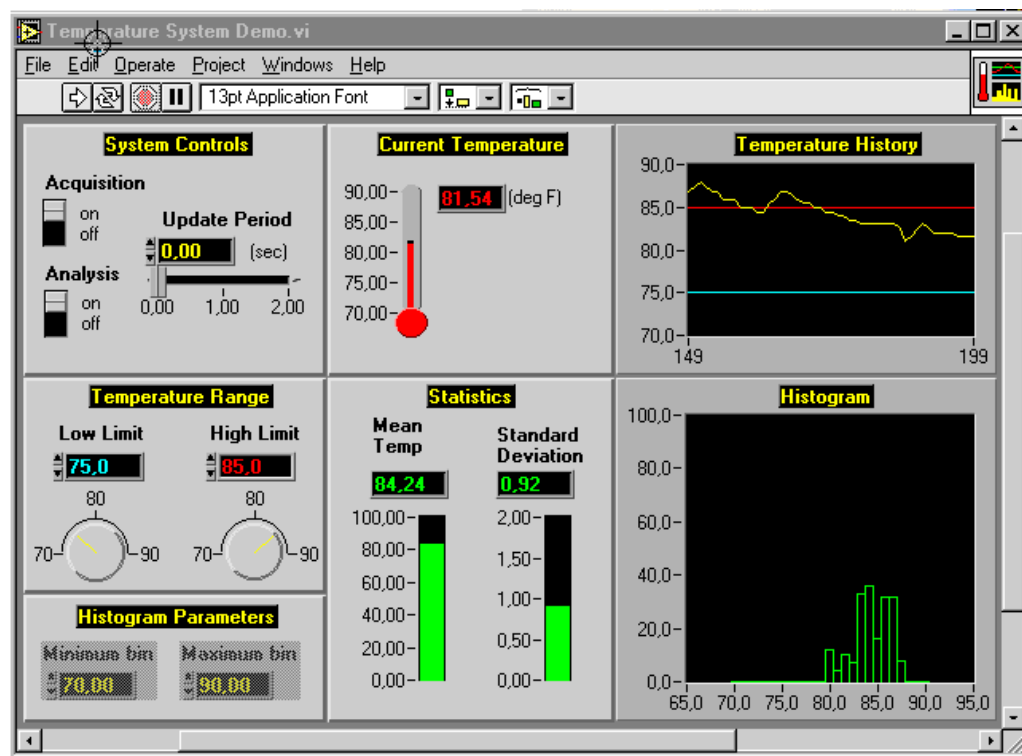 Temperature System Demo.vi
File Edit Operate Project Windows Help
13pt Application Font
System Controls
Acquisition
on
off
Update Period
0,00 (sec)
Analysis
on
off
0,00 1,00 2,00
Current Temperature
90,00
85,00
80,00
75,00
70,00
81,54 (deg F)
Temperature History
90,0
85,0
80,0
75,0
70,0
149 199
Temperature Range
Low Limit High Limit
75,0 85,0
80 80
70 90 70 90
Histogram Parameters
Minimum bin Maximum bin
70,00 90,00
Statistics
Mean
Temp
84,24
100,00
80,00
60,00
40,00
20,00
0,00
Standard
Deviation
0,92
2,00
1,50
1,00
0,50
0,00
Histogram
100,0
80,0
60,0
40,0
20,0
0,0
65,0 70,0 75,0 80,0 85,0 90,0 95,0